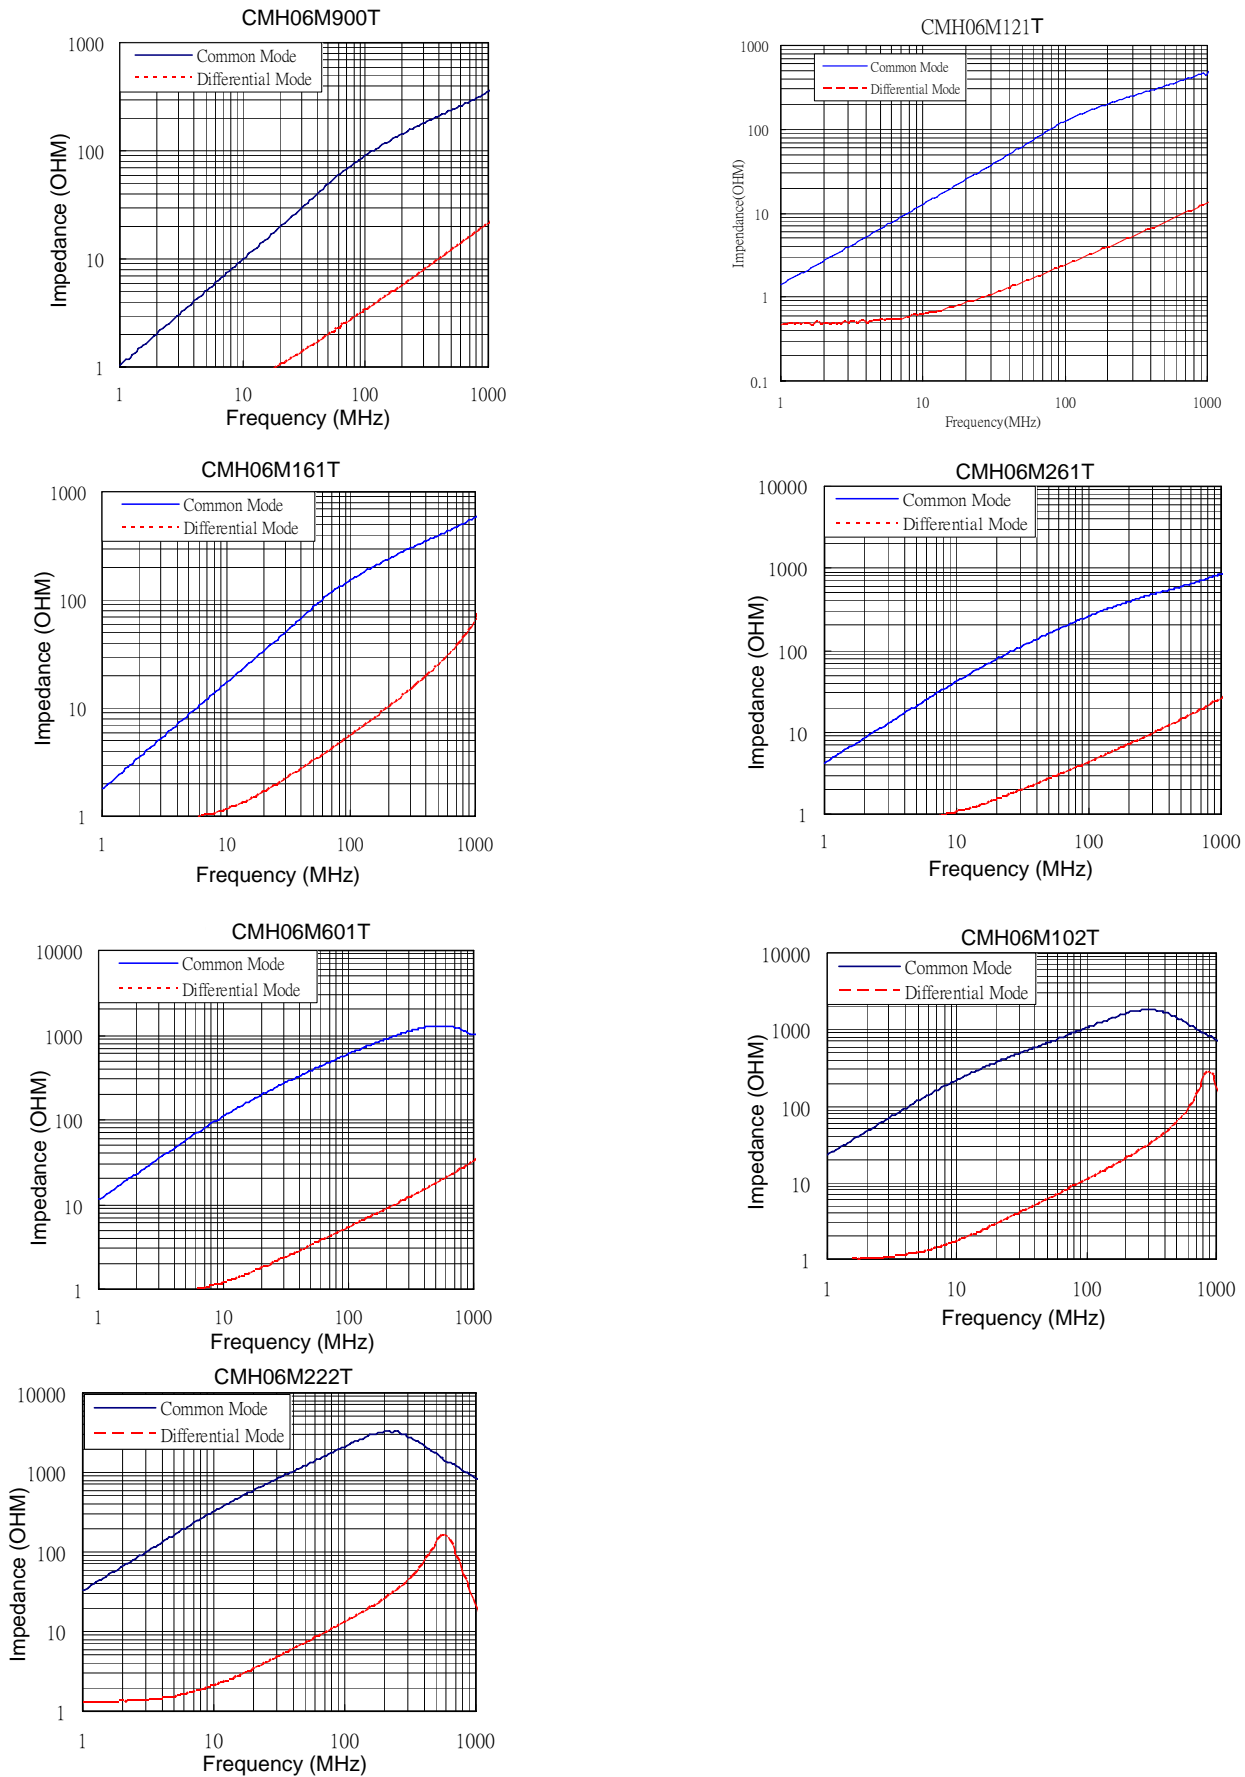 CMH06M900T
1000
100
10
1
Common Mode
Differential Mode
Impedance (OHM)
1 10 100 1000
Frequency (MHz)
CMH06M121T
1000
100
10
1
0.1
Common Mode
Differential Mode
Impendance(OHM)
1 10 100 1000
Frequency(MHz)
CMH06M161T
1000
100
10
1
Common Mode
Differential Mode
Impedance (OHM)
1 10 100 1000
Frequency (MHz)
CMH06M261T
10000
1000
100
10
1
Common Mode
Differential Mode
Impedance (OHM)
1 10 100 1000
Frequency (MHz)
CMH06M601T
10000
1000
100
10
1
Common Mode
Differential Mode
Impedance (OHM)
1 10 100 1000
Frequency (MHz)
CMH06M102T
10000
1000
100
10
1
Common Mode
Differential Mode
Impedance (OHM)
1 10 100 1000
Frequency (MHz)
CMH06M222T
10000
1000
100
10
1
Common Mode
Differential Mode
Impedance (OHM)
1 10 100 1000
Frequency (MHz)